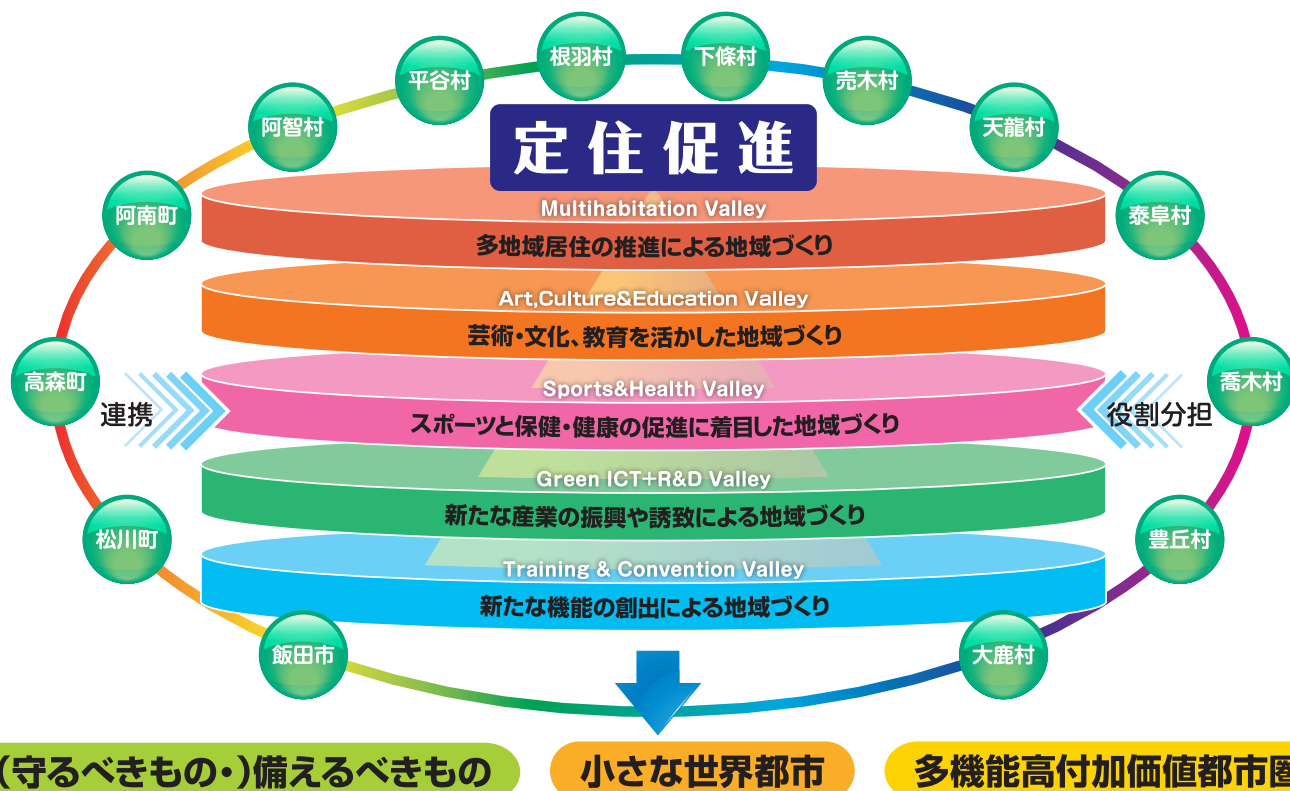 根羽村
下條村
平谷村
売木村
阿智村
天龍村
定住促進
阿南町
泰阜村
Multihabitation Valley
多地域居住の推進による地域づくり
Art,Culture&Education Valley
芸術・文化、教育を活かした地域づくり
高森町
喬木村
Sports&Health Valley
連携
役割分担
スポーツと保健・健康の促進に着目した地域づくり
Green ICT+R&D Valley
新たな産業の振興や誘致による地域づくり
松川町
豊丘村
Training & Convention Valley
新たな機能の創出による地域づくり
飯田市
大鹿村
(守るべきもの・)備えるべきもの
小さな世界都市
多機能高付加価値都市圏